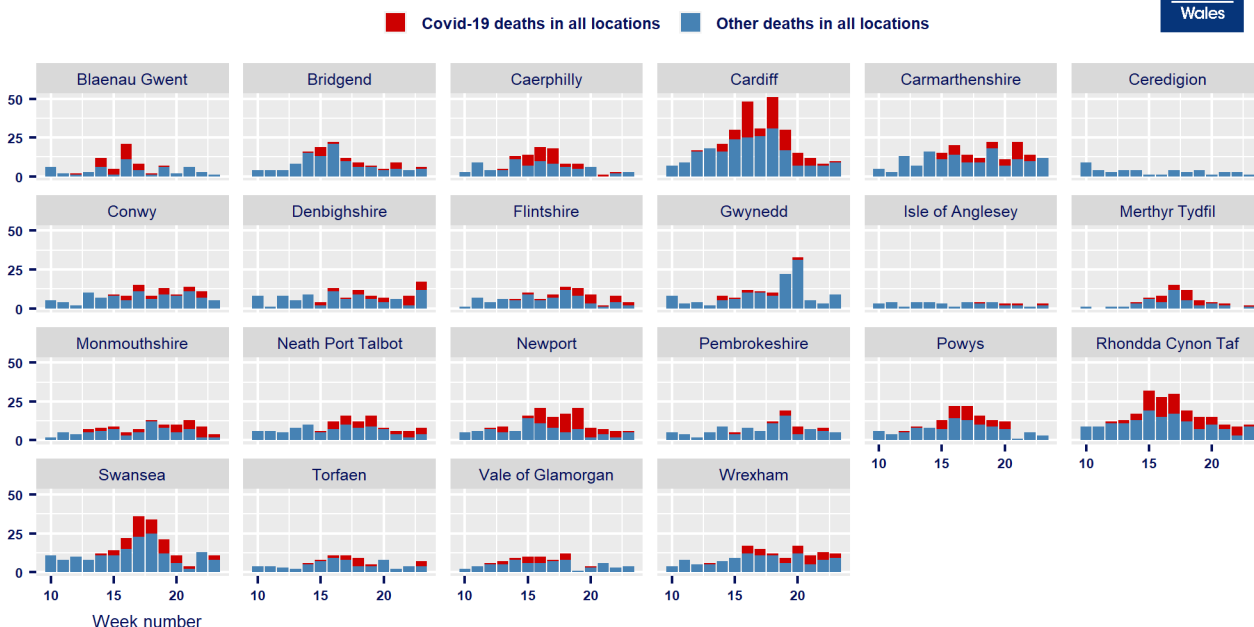 Wales
Covid-19 deaths in all locations Other deaths in all locations
Blaenau Gwent Bridgend Caerphilly Cardiff Carmarthenshire Ceredigion
50
25
0
Conwy Denbighshire Flintshire Gwynedd Isle of Anglesey Merthyr Tydfil
50
25
0
Monmouthshire Neath Port Talbot Newport Pembrokeshire Powys Rhondda Cynon Taf
50
25
0
10 15 20 10 15 20
Swansea Torfaen Vale of Glamorgan Wrexham
50
25
0
10 15 20 10 15 20 10 15 20 10 15 20
Week number